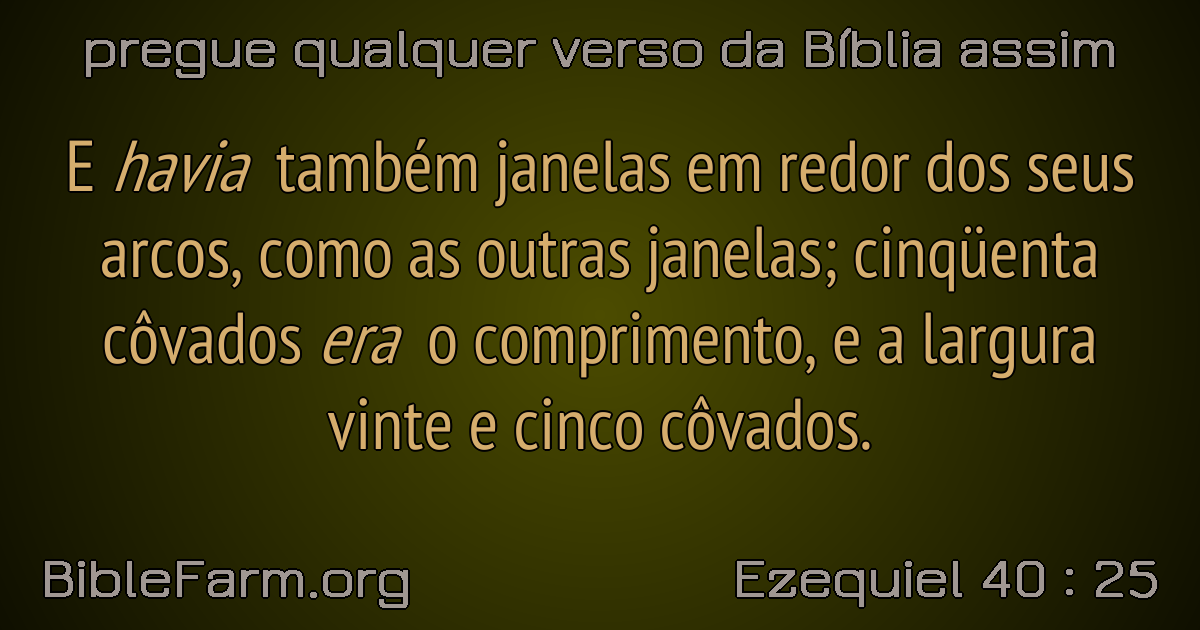 pregue qualquer verso da Bíblia assim
E havia também janelas em redor dos seus
arcos, como as outras janelas; cinqüenta
côvados era o comprimento, e a largura
vinte e cinco côvados.
BibleFarm.org
Ezequiel 40 : 25